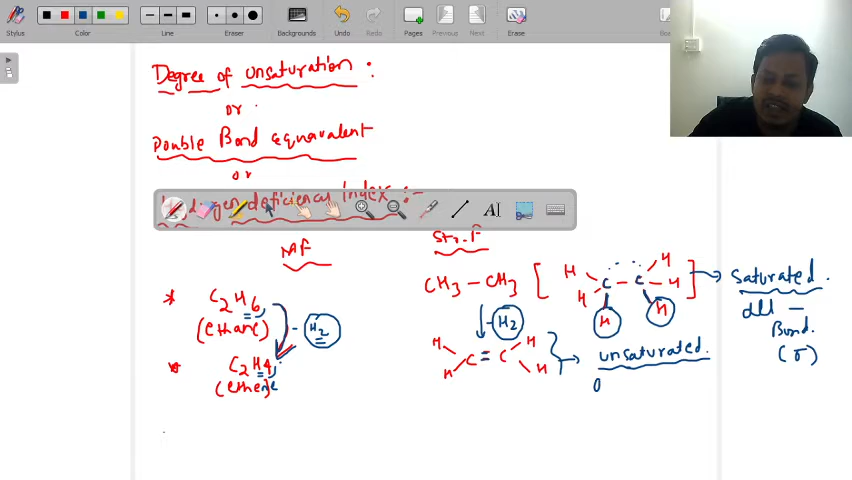 Stylus
Color
Line
Eraser
Backgrounds
Undo
Redo
Pages
Previous
Next
Erase
Degree of unsaturation :
or
Double Bond equavalent
or
deficiency index :-
MF
Str. F
* C2H6
(ethane)
- H2
* C2H4
(ethene)
CH3 – CH3
H
H
C – C
H
H
H
H
saturated.
all –
Bond.
(σ)
- H2
H
H
C = C
H
H
unsaturated.